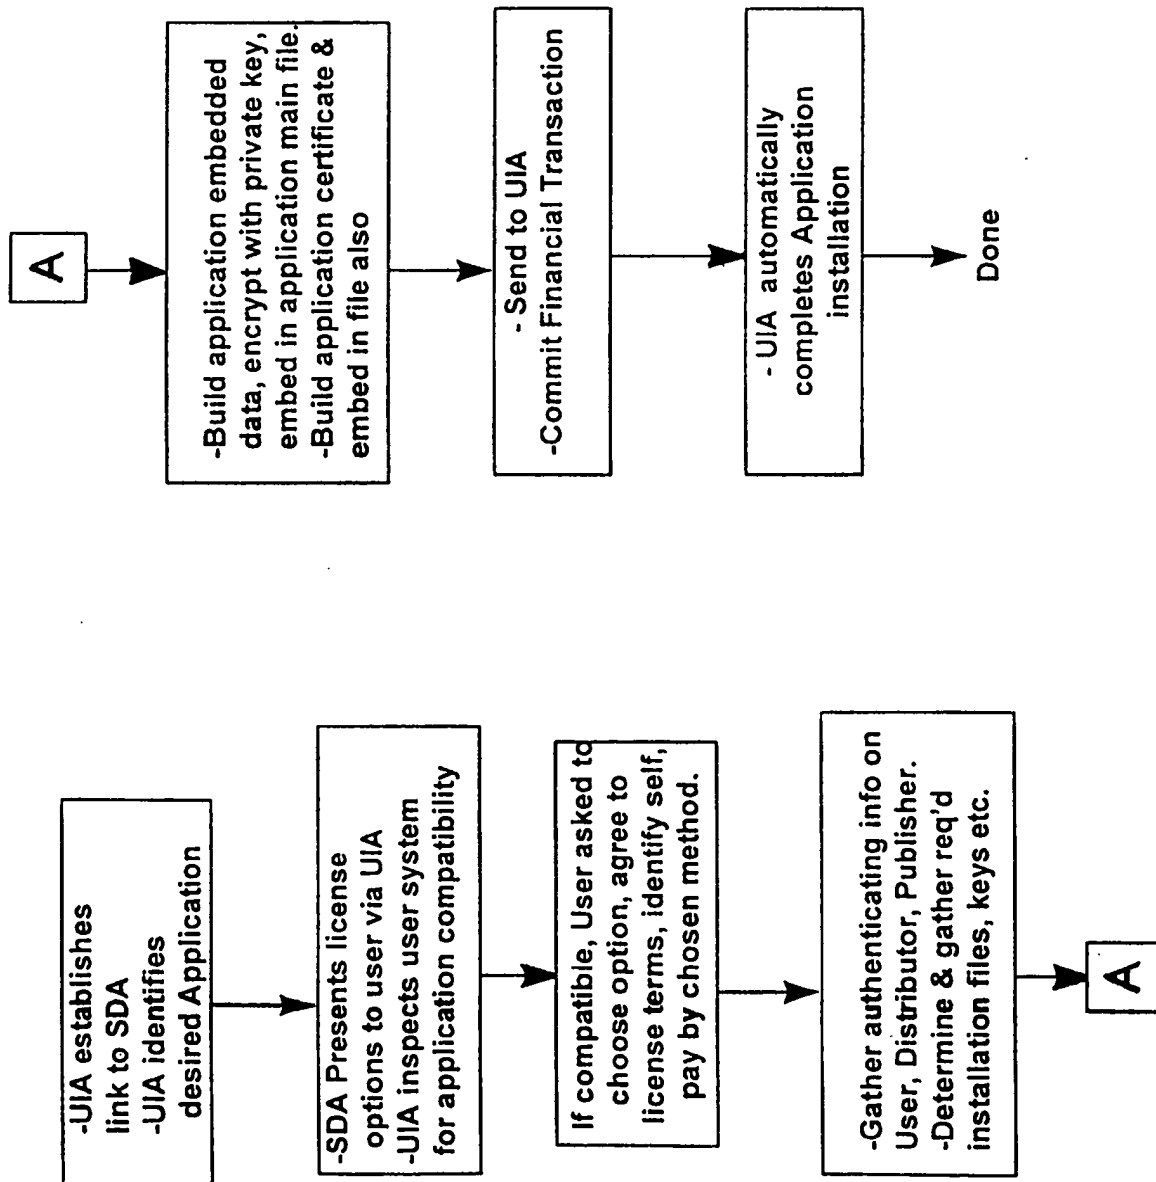 -UIA establishes
link to SDA
-UIA identifies
desired Application
-SDA Presents license
options to user via UIA
-UIA inspects user system
for application compatibility
If compatible, User asked to
choose option, agree to
license terms, identify self,
pay by chosen method.
-Gather authenticating info on
User, Distributor, Publisher.
-Determine & gather req'd
installation files, keys etc.
A
A
-Build application embedded
data, encrypt with private key,
embed in application main file.
-Build application certificate &
embed in file also
- Send to UIA
-Commit Financial Transaction
- UIA automatically
completes Application
installation
Done